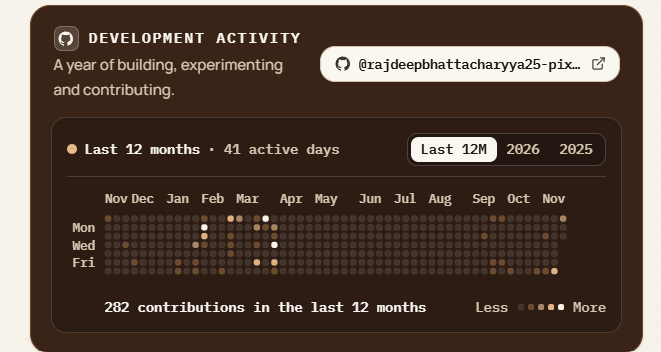 DEVELOPMENT ACTIVITY
A year of building, experimenting
and contributing.
@rajdeepbhattacharyya25-pix…
Last 12 months · 41 active days
Last 12M 2026 2025
Nov Dec Jan Feb Mar Apr May Jun Jul Aug Sep Oct Nov
Mon
Wed
Fri
282 contributions in the last 12 months
Less More